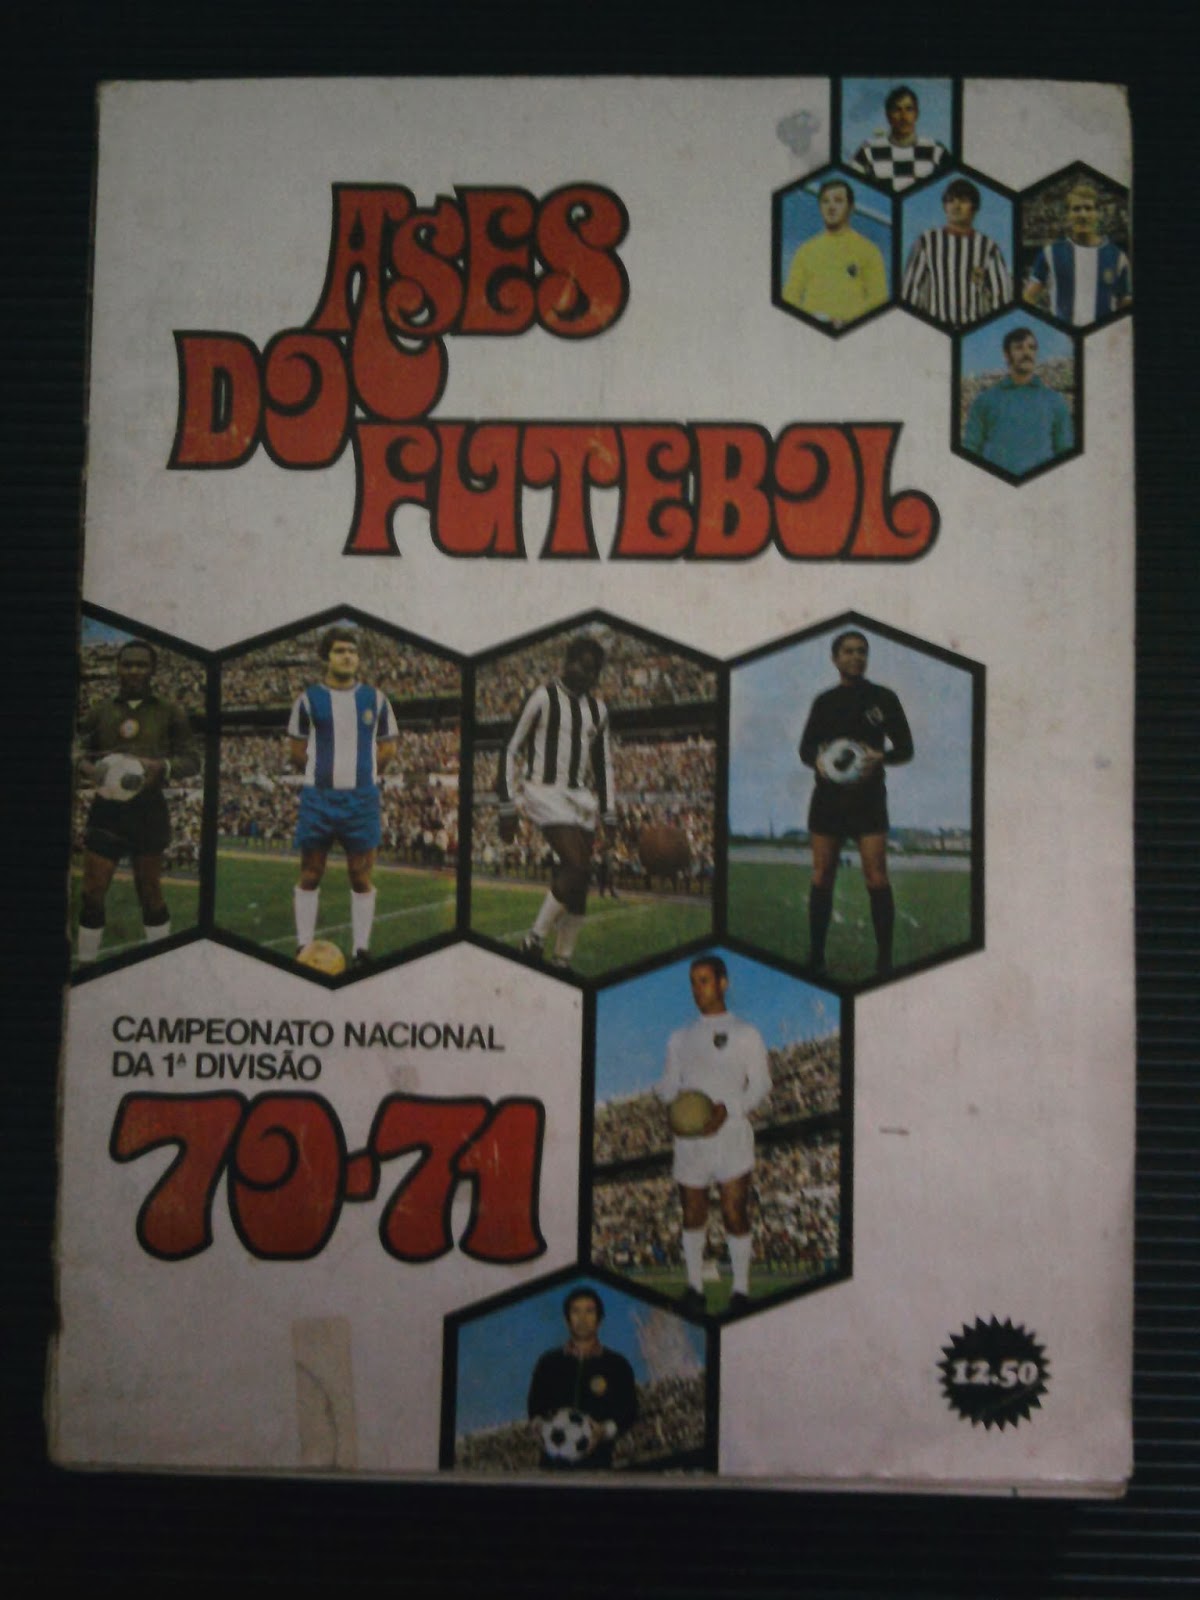 ASES
DO
FUTEBOL
CAMPEONATO NACIONAL
DA 1ª DIVISÃO
70-71
12.50